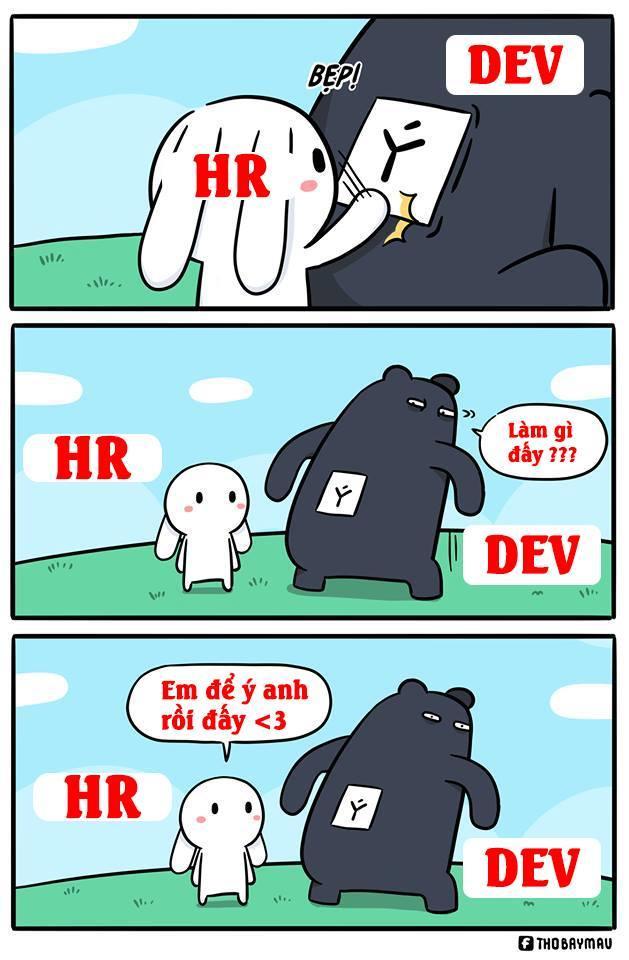 DEV
BẸP!
HR
Ý
HR
Làm gì
đấy ???
Ý
DEV
Em để ý anh
rồi đấy <3
HR
Ý
DEV
f THOBAYMAU